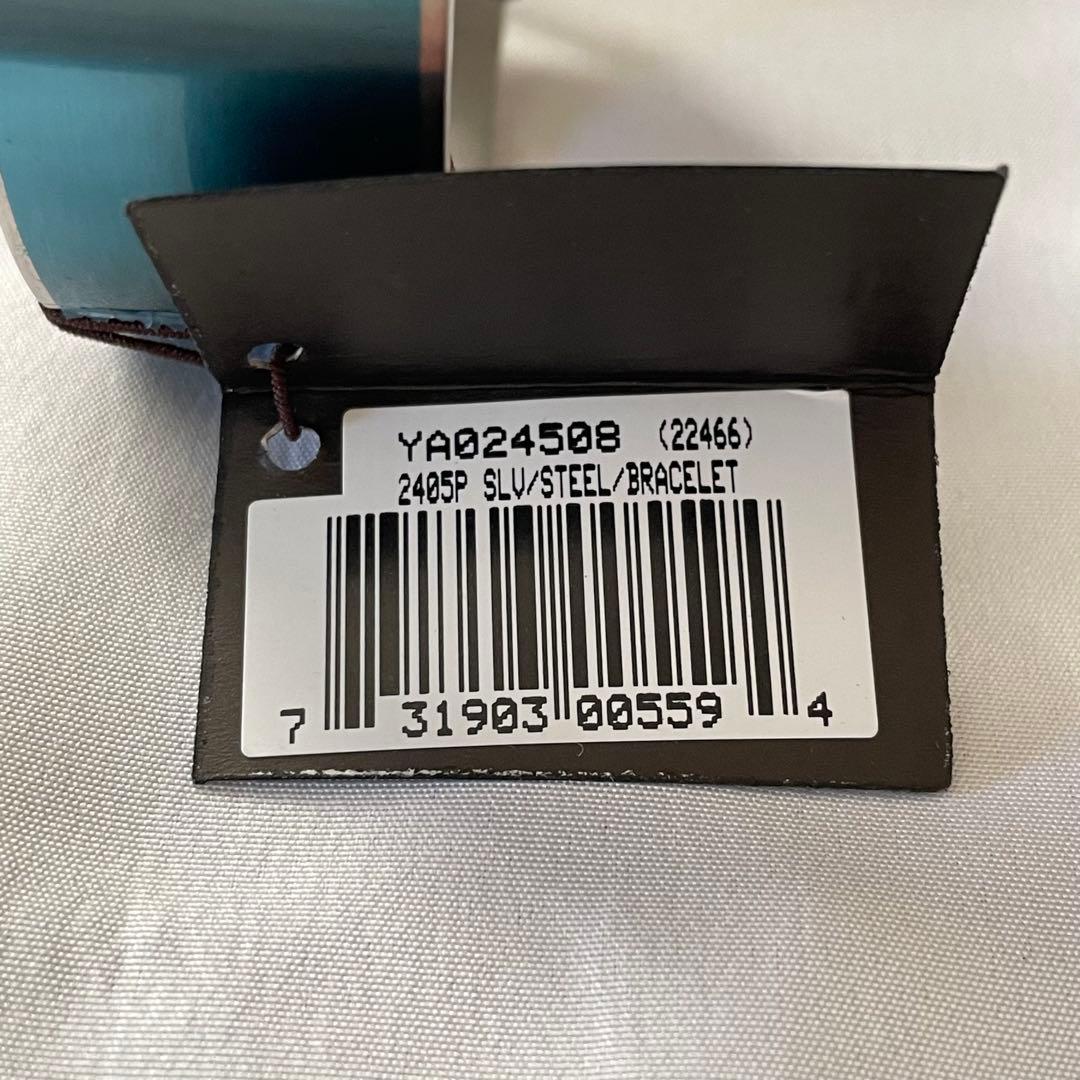 YA024508 (22466)
2405P SLV/STEEL/BRACELET
7 31903 00559 4